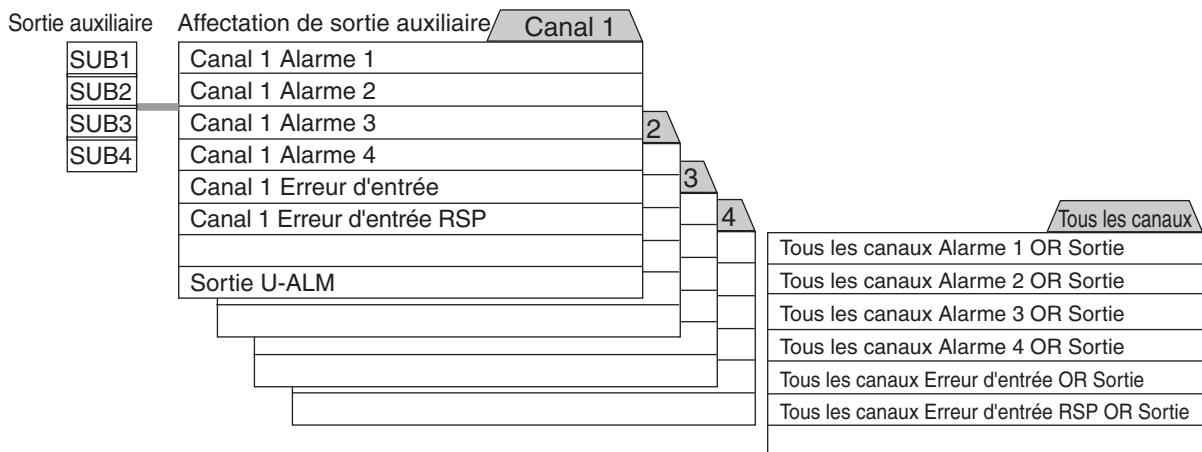 Sortie auxiliaire
Affectation de sortie auxiliaire
Canal 1
SUB1
SUB2
SUB3
SUB4
Canal 1 Alarme 1
Canal 1 Alarme 2
Canal 1 Alarme 3
Canal 1 Alarme 4
Canal 1 Erreur d'entrée
Canal 1 Erreur d'entrée RSP
Sortie U-ALM
2
3
4
Tous les canaux
Tous les canaux Alarme 1 OR Sortie
Tous les canaux Alarme 2 OR Sortie
Tous les canaux Alarme 3 OR Sortie
Tous les canaux Alarme 4 OR Sortie
Tous les canaux Erreur d'entrée OR Sortie
Tous les canaux Erreur d'entrée RSP OR Sortie